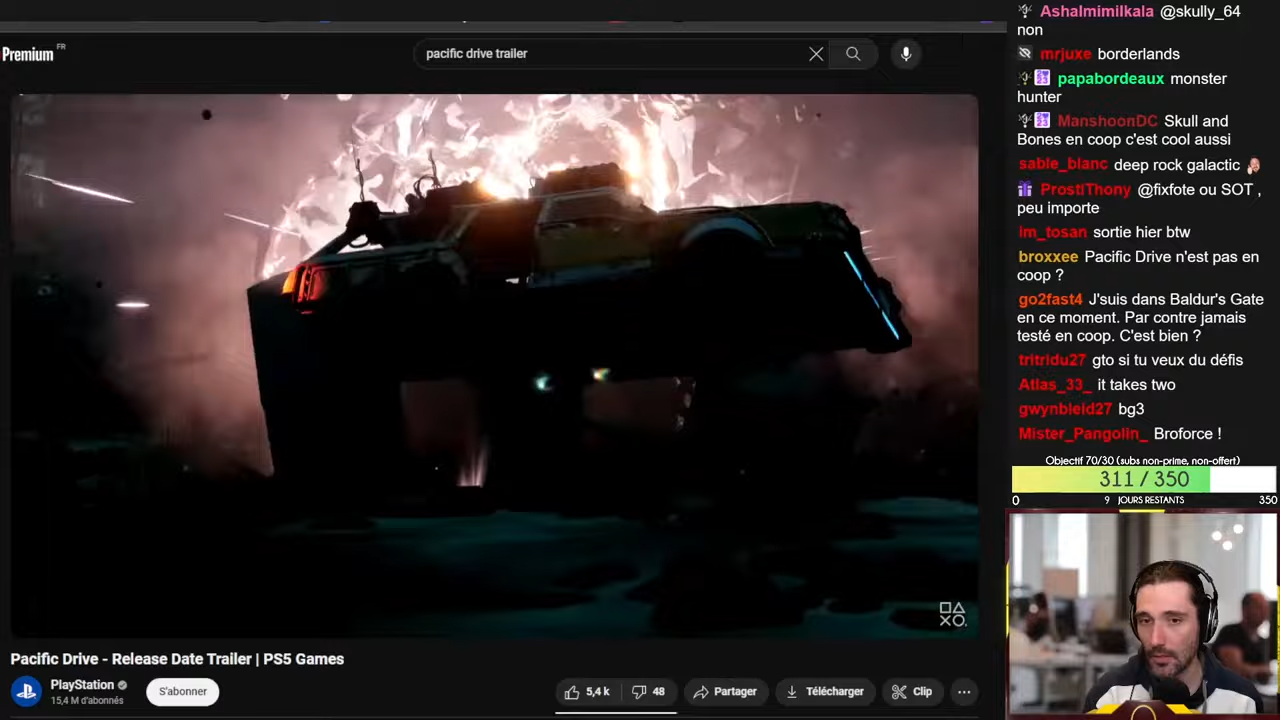 Premium FR
pacific drive trailer
Pacific Drive - Release Date Trailer | PS5 Games
PlayStation
15,4 M d'abonnés
S'abonner
5,4 k
48
Partager
Télécharger
Clip
Ashalmimilkala @skully_64
non
mrjuxe borderlands
papabordeaux monster
hunter
ManshoonDC Skull and
Bones en coop c'est cool aussi
sable_blanc deep rock galactic
ProstiThony @fixfote ou SOT ,
peu importe
im_tosan sortie hier btw
broxxee Pacific Drive n'est pas en
coop ?
go2fast4 J'suis dans Baldur's Gate
en ce moment. Par contre jamais
testé en coop. C'est bien ?
tritridu27 gto si tu veux du défis
Atlas_33_ it takes two
gwynbleid27 bg3
Mister_Pangolin_ Broforce !
Objectif 70/30 (subs non-prime, non-offert)
311 / 350
0 9 JOURS RESTANTS 350